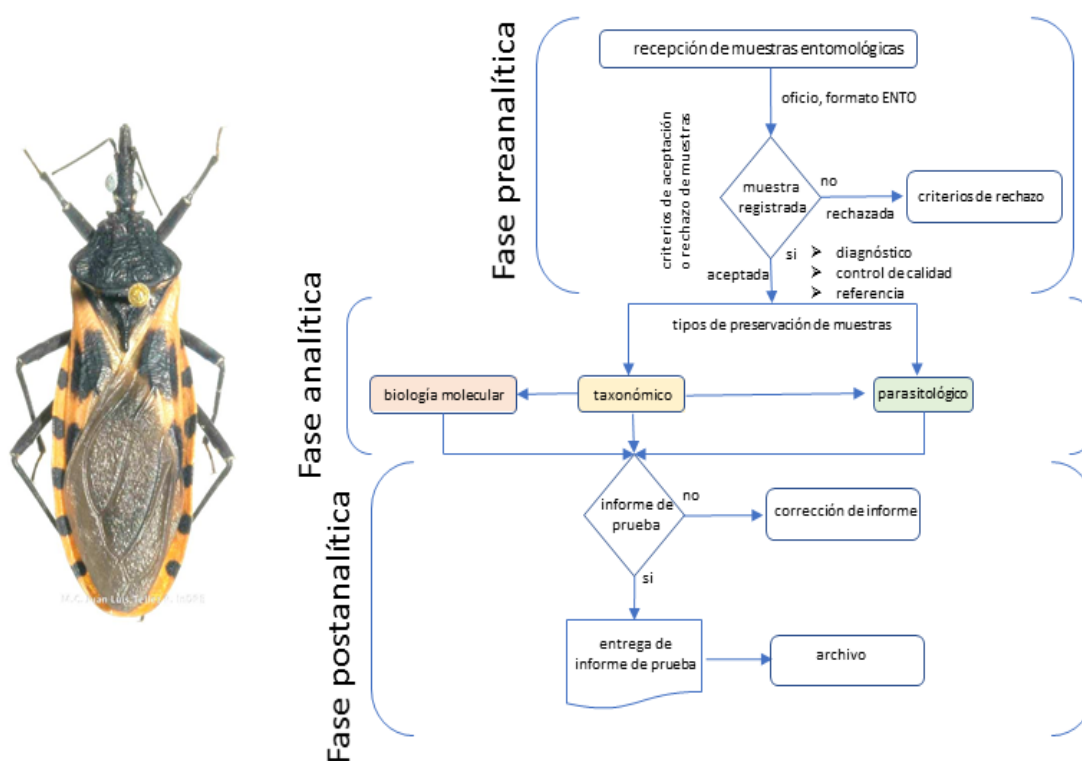 Fase preanalítica
recepción de muestras entomológicas
oficio, formato ENTO
criterios de aceptación
o rechazo de muestras
muestra
registrada
no
rechazada
criterios de rechazo
si
aceptada
➢ diagnóstico
➢ control de calidad
➢ referencia
Fase analítica
tipos de preservación de muestras
biología molecular
taxonómico
parasitológico
Fase postanalítica
informe de
prueba
no
corrección de informe
si
entrega de
informe de prueba
archivo
Juan Luis